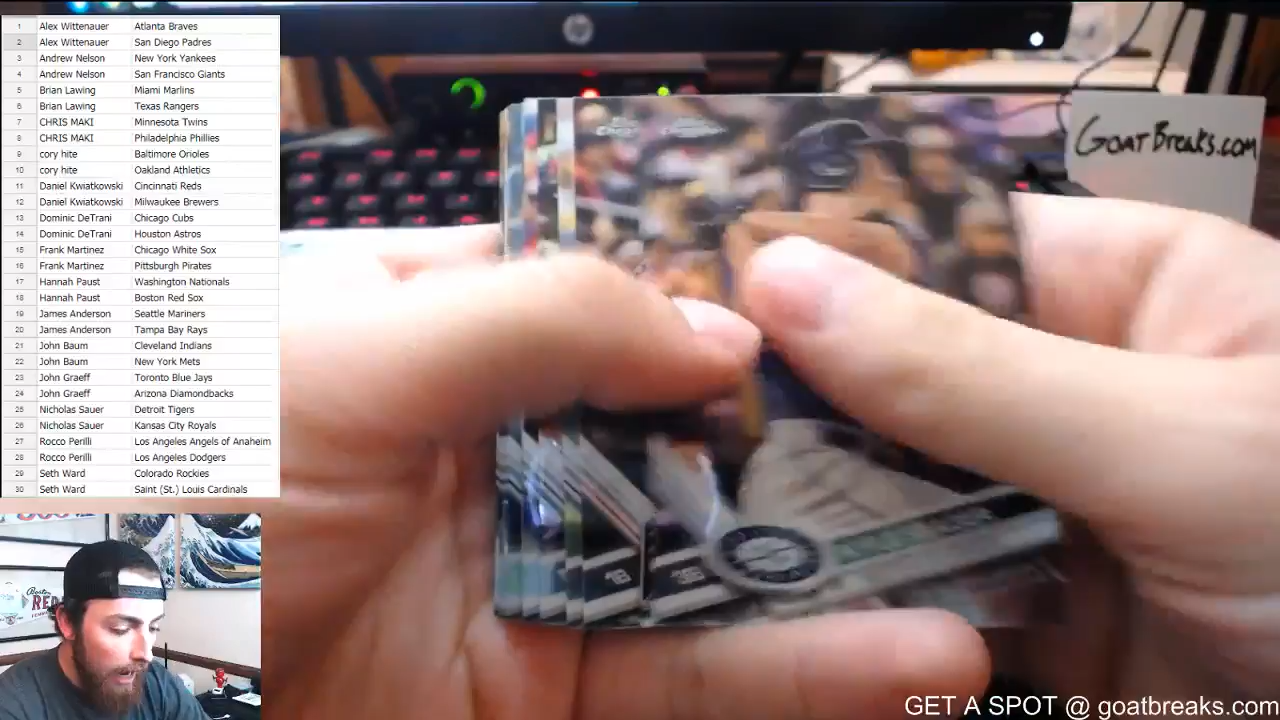 1 Alex Wittenauer Atlanta Braves
2 Alex Wittenauer San Diego Padres
3 Andrew Nelson New York Yankees
4 Andrew Nelson San Francisco Giants
5 Brian Lawing Miami Marlins
6 Brian Lawing Texas Rangers
7 CHRIS MAKI Minnesota Twins
8 CHRIS MAKI Philadelphia Phillies
9 cory hite Baltimore Orioles
10 cory hite Oakland Athletics
11 Daniel Kwiatkowski Cincinnati Reds
12 Daniel Kwiatkowski Milwaukee Brewers
13 Dominic DeTrani Chicago Cubs
14 Dominic DeTrani Houston Astros
15 Frank Martinez Chicago White Sox
16 Frank Martinez Pittsburgh Pirates
17 Hannah Paust Washington Nationals
18 Hannah Paust Boston Red Sox
19 James Anderson Seattle Mariners
20 James Anderson Tampa Bay Rays
21 John Baum Cleveland Indians
22 John Baum New York Mets
23 John Graeff Toronto Blue Jays
24 John Graeff Arizona Diamondbacks
25 Nicholas Sauer Detroit Tigers
26 Nicholas Sauer Kansas City Royals
27 Rocco Perilli Los Angeles Angels of Anaheim
28 Rocco Perilli Los Angeles Dodgers
29 Seth Ward Colorado Rockies
30 Seth Ward Saint (St.) Louis Cardinals
GOATBREAKS.COM
hp
Boston
RED
GET A SPOT @ goatbreaks.com